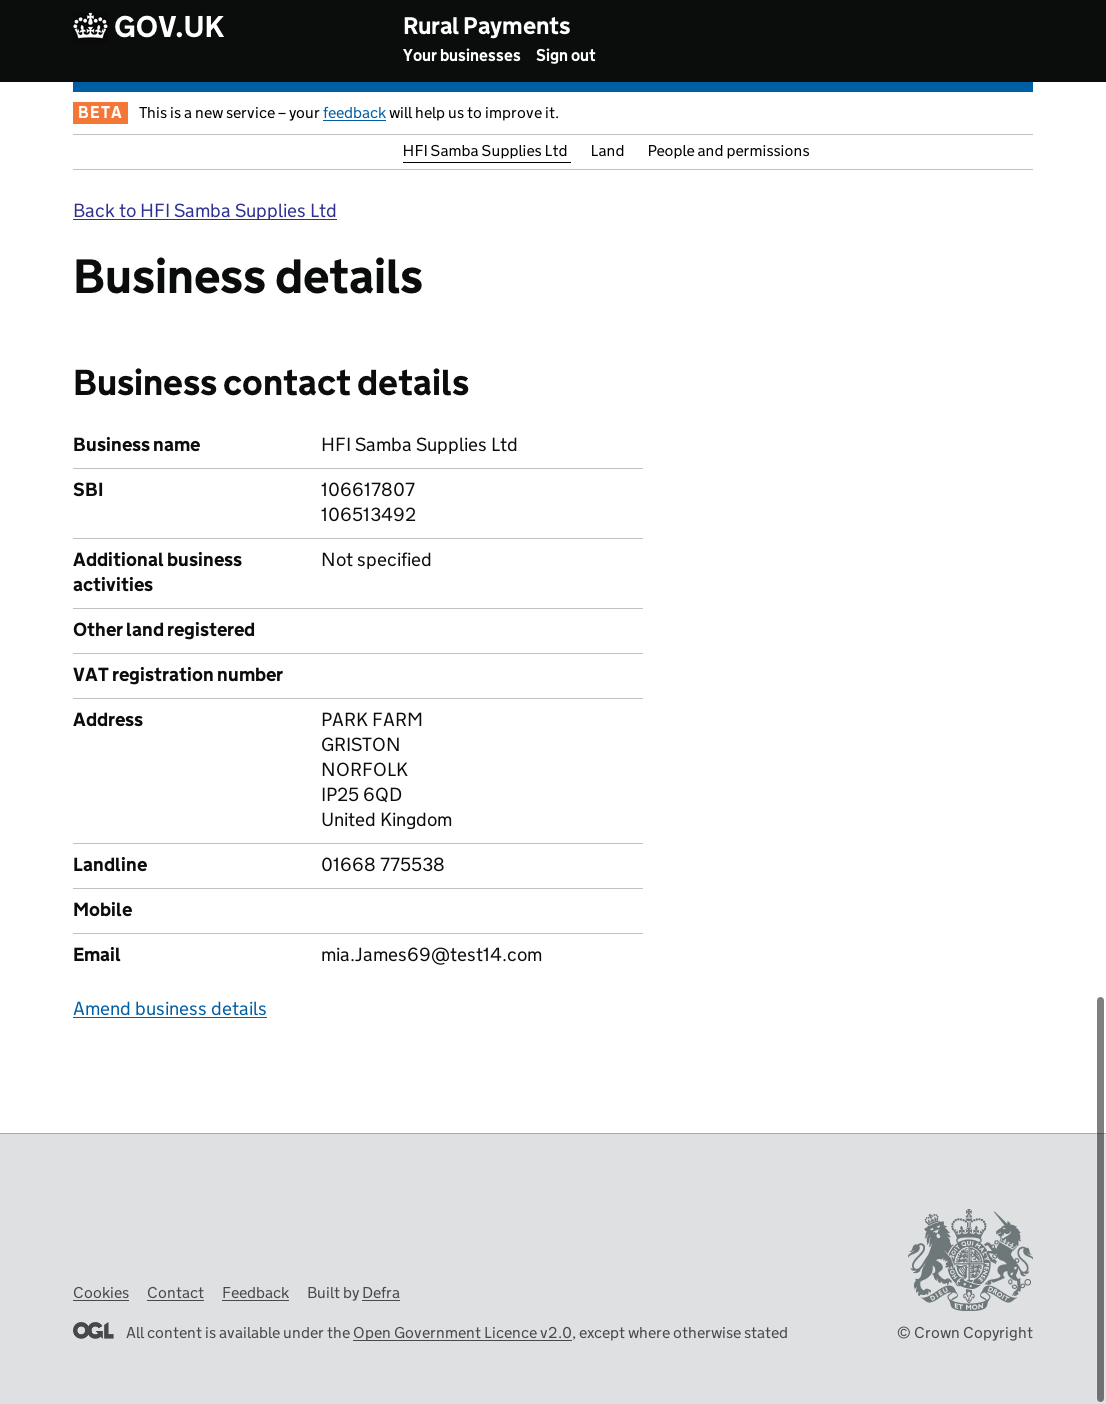 GOV.UK
Rural Payments
Your businesses Sign out
BETA This is a new service – your feedback will help us to improve it.
HFI Samba Supplies Ltd Land People and permissions
Back to HFI Samba Supplies Ltd
Business details
Business contact details
Business name HFI Samba Supplies Ltd
SBI 106617807
106513492
Additional business activities Not specified
Other land registered
VAT registration number
Address PARK FARM
GRISTON
NORFOLK
IP25 6QD
United Kingdom
Landline 01668 775538
Mobile
Email mia.James69@test14.com
Amend business details
Cookies Contact Feedback Built by Defra
OGL All content is available under the Open Government Licence v2.0, except where otherwise stated
DIEU ET MON DROIT
© Crown Copyright